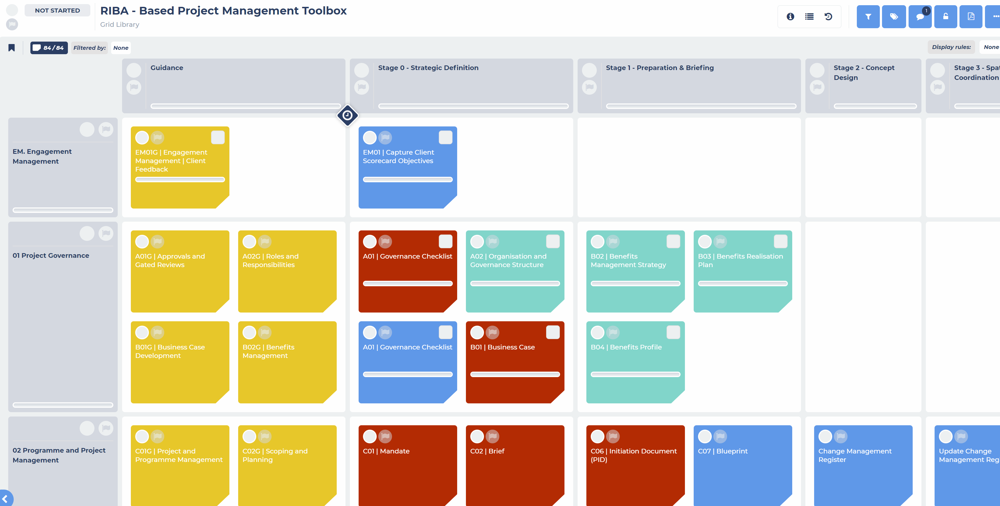 NOT STARTED
RIBA - Based Project Management Toolbox
Grid Library
1
84 / 84
Filtered by:
None
Display rules:
None
Guidance
Stage 0 - Strategic Definition
Stage 1 - Preparation & Briefing
Stage 2 - Concept
Design
Stage 3 - Spat
Coordination
EM. Engagement
Management
EM01G | Engagement
Management | Client
Feedback
EM01 | Capture Client
Scorecard Objectives
01 Project Governance
A01G | Approvals and
Gated Reviews
A02G | Roles and
Responsibilities
A01 | Governance Checklist
A02 | Organisation and
Governance Structure
B02 | Benefits
Management Strategy
B03 | Benefits Realisation
Plan
B01G | Business Case
Development
B02G | Benefits
Management
A01 | Governance Checklist
B01 | Business Case
B04 | Benefits Profile
02 Programme and Project
Management
C01G | Project and
Programme Management
C02G | Scoping and
Planning
C01 | Mandate
C02 | Brief
C06 | Initiation Document
(PID)
C07 | Blueprint
Change Management
Register
Update Change
Management Reg